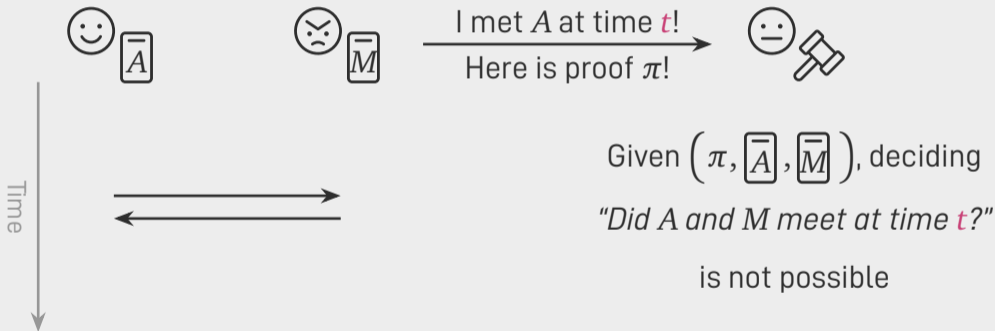 A
M
I met A at time t!
Here is proof π!
Given (π, A, M), deciding
"Did A and M meet at time t?"
is not possible
Time